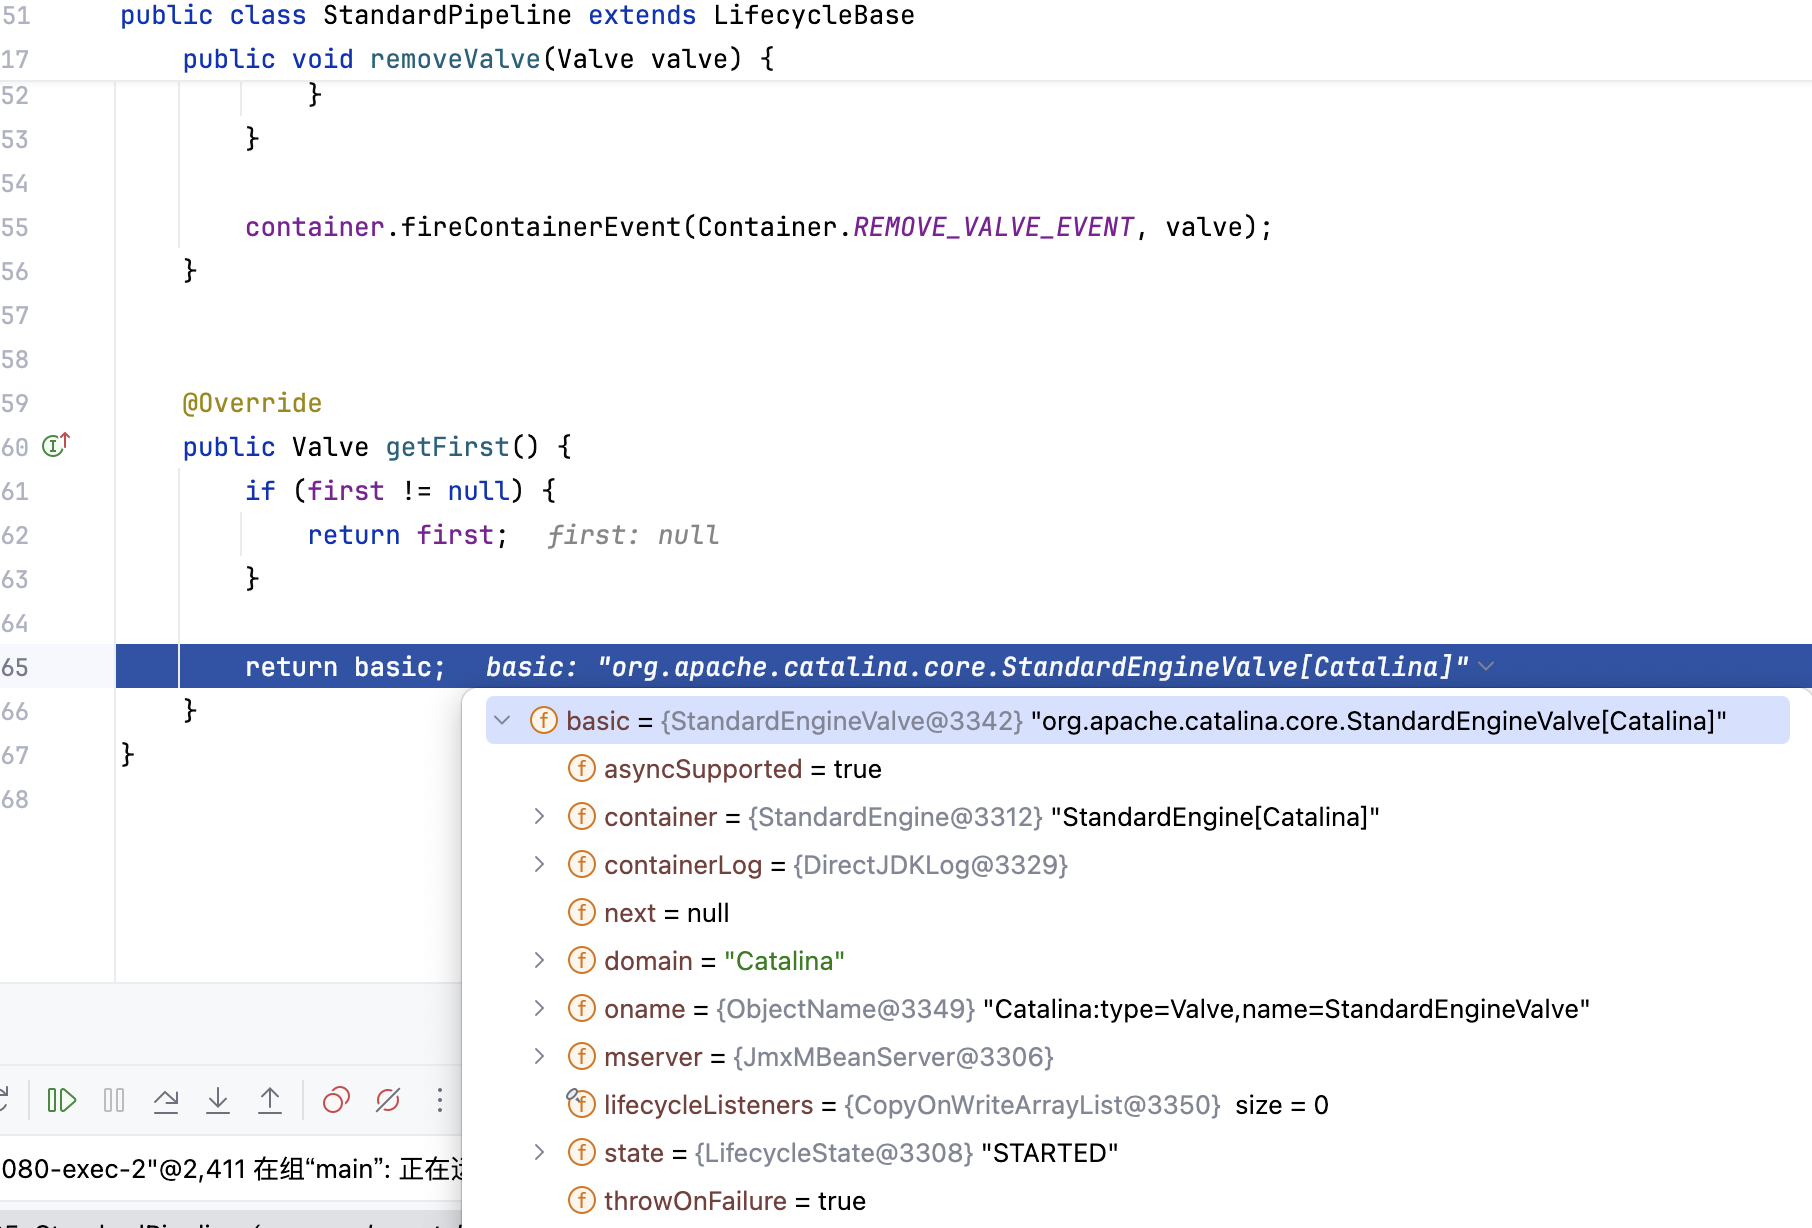 51 public class StandardPipeline extends LifecycleBase
17 public void removeValve(Valve valve) {
52 }
53 }
54
55 container.fireContainerEvent(Container.REMOVE_VALVE_EVENT, valve);
56 }
57
58
59 @Override
60 public Valve getFirst() {
61 if (first != null) {
62 return first; first: null
63 }
64
65 return basic; basic: "org.apache.catalina.core.StandardEngineValve[Catalina]"
66 }
67 }
68
basic = {StandardEngineValve@3342} "org.apache.catalina.core.StandardEngineValve[Catalina]"
asyncSupported = true
container = {StandardEngine@3312} "StandardEngine[Catalina]"
containerLog = {DirectJDKLog@3329}
next = null
domain = "Catalina"
oname = {ObjectName@3349} "Catalina:type=Valve,name=StandardEngineValve"
mserver = {JmxMBeanServer@3306}
lifecycleListeners = {CopyOnWriteArrayList@3350} size = 0
state = {LifecycleState@3308} "STARTED"
throwOnFailure = true
080-exec-2"@2,411 在组“main”: 正在